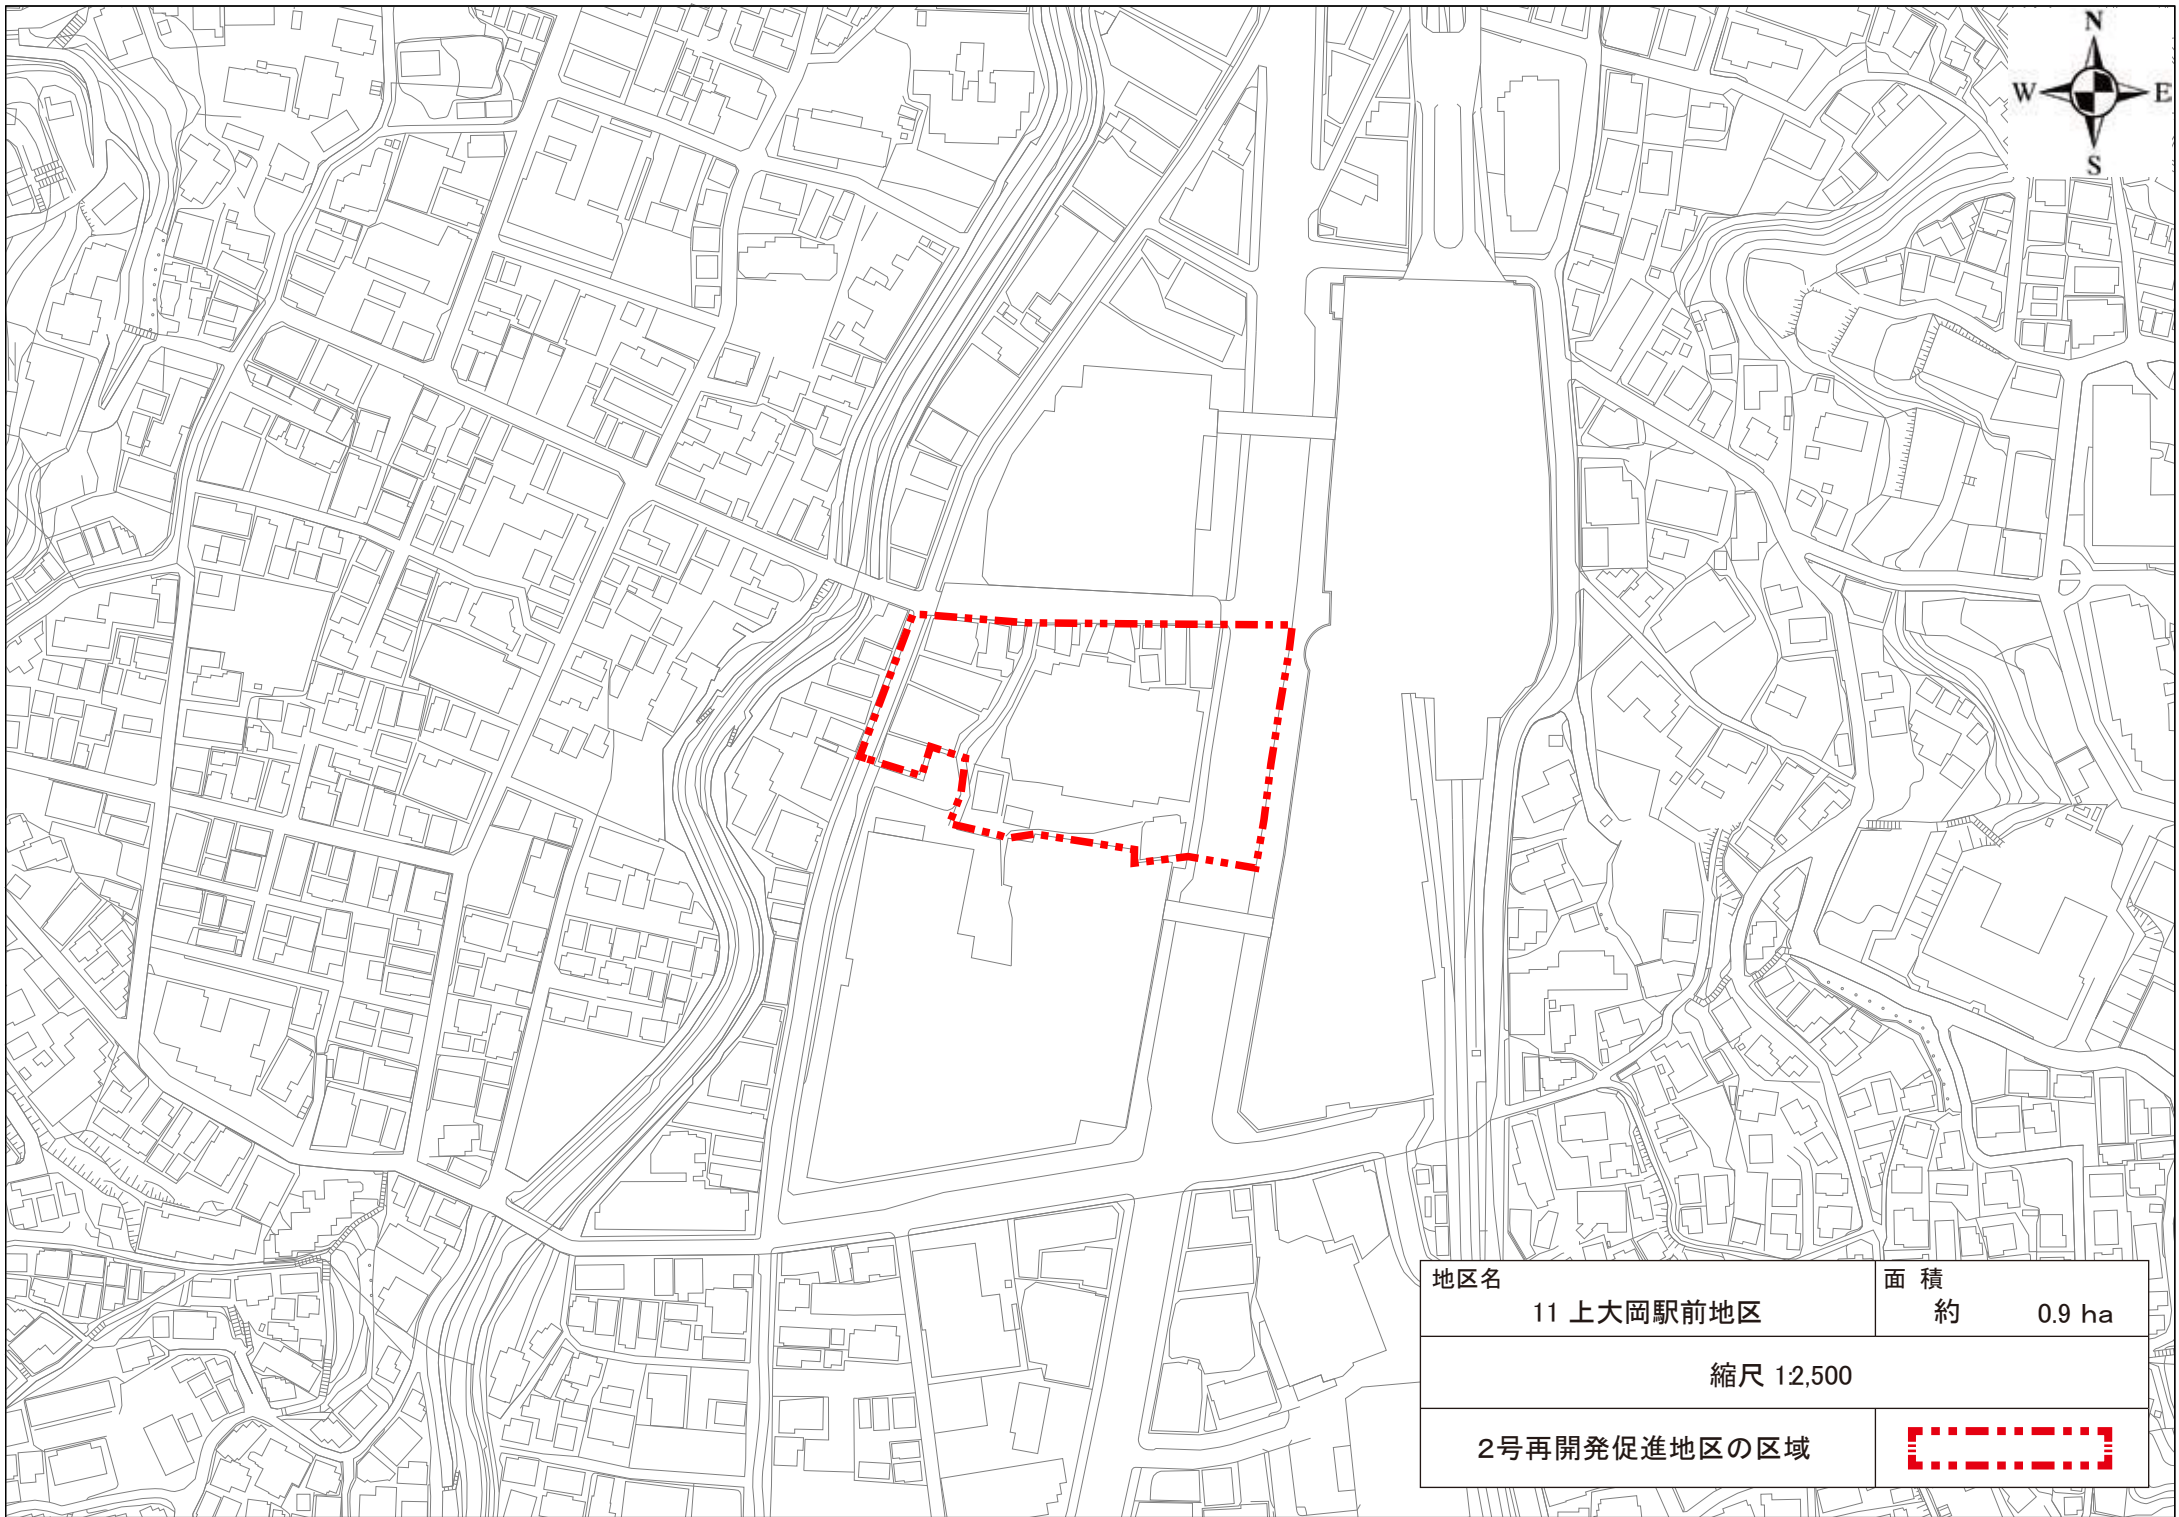 N
W E
S
地区名
11 上大岡駅前地区
面 積
約 0.9 ha
縮尺 1:2,500
2号再開発促進地区の区域